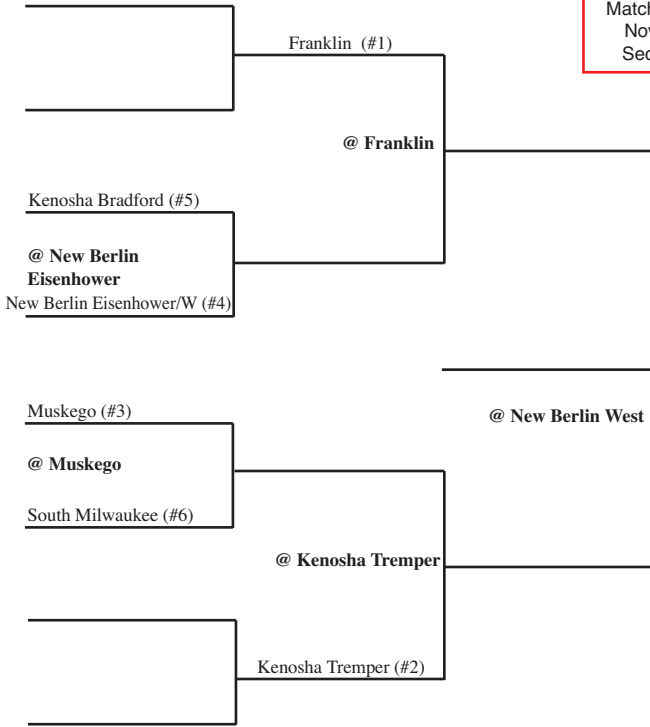 Franklin (#1)
@ Franklin
Kenosha Bradford (#5)
@ New Berlin
Eisenhower
New Berlin Eisenhower/W (#4)
Muskego (#3)
@ New Berlin West
@ Muskego
South Milwaukee (#6)
@ Kenosha Tremper
Kenosha Tremper (#2)